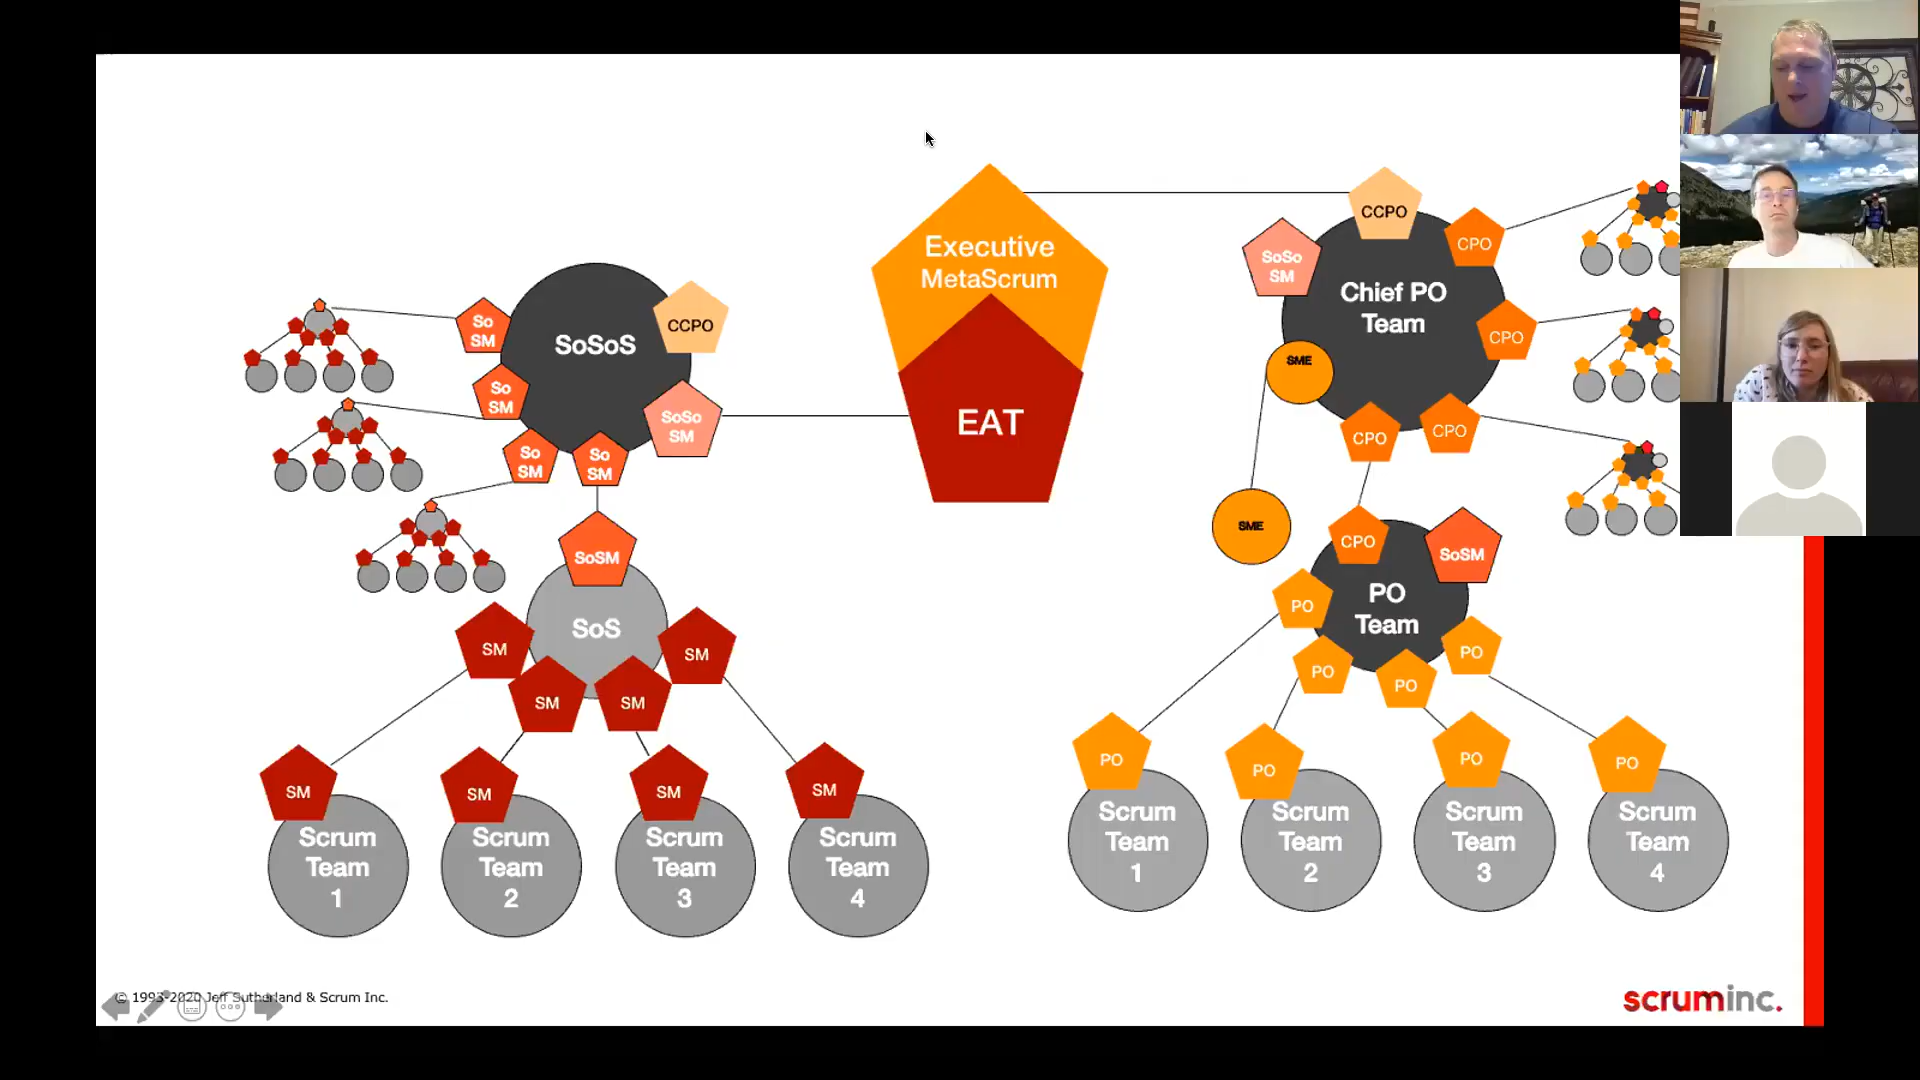 Executive
MetaScrum
EAT
SoSoS
CCPO
So
SM
So
SM
So
SM
So
SM
SoSo
SM
SoSM
SoS
SM
SM
SM
SM
SM
SM
SM
SM
Scrum
Team
1
Scrum
Team
2
Scrum
Team
3
Scrum
Team
4
CCPO
SoSo
SM
CPO
Chief PO
Team
CPO
SME
CPO
CPO
SME
CPO
SoSM
PO
Team
PO
PO
PO
PO
PO
PO
PO
PO
Scrum
Team
1
Scrum
Team
2
Scrum
Team
3
Scrum
Team
4
© 1993-2020 Jeff Sutherland & Scrum Inc.
scruminc.